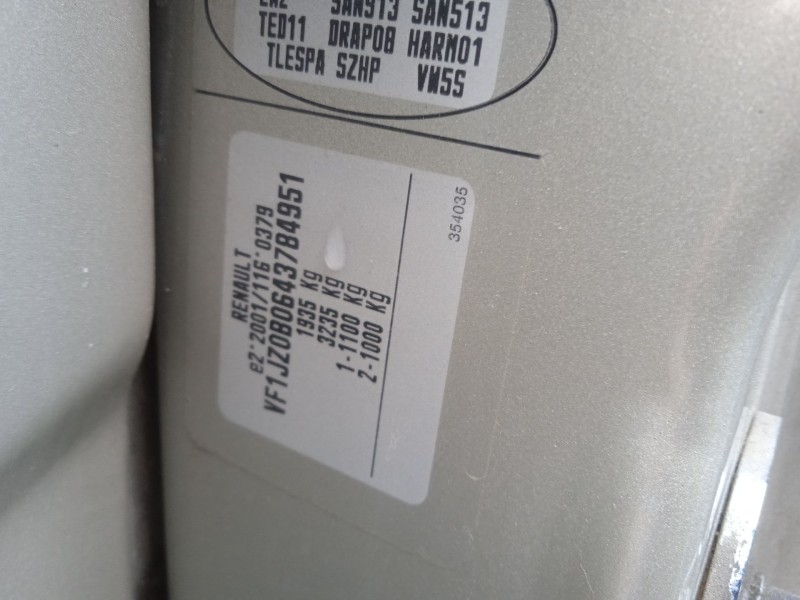 SAN913 SAN513
TED11 DRAP08 HARM01
TLESPA SZHP VW5S
RENAULT
e2*2001/116*0379
VF1JZ0B0643784951
1935 Kg
3235 Kg
1-1100 Kg
2-1000 Kg
354035